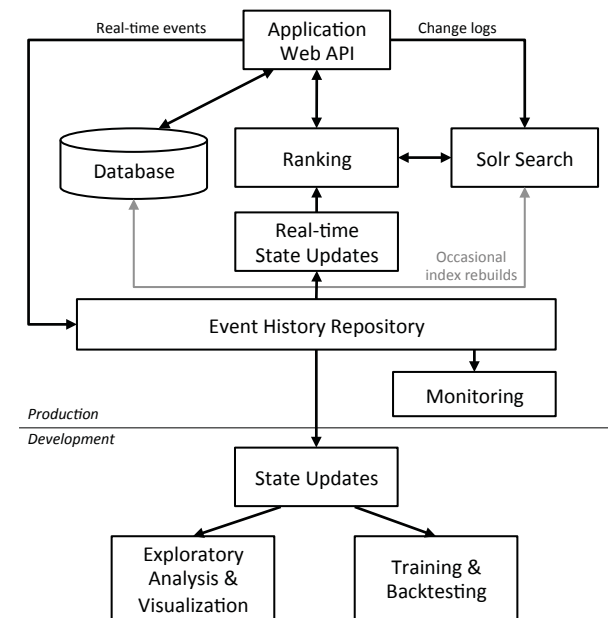 Real-time events
Application
Web API
Change logs
Database
Ranking
Solr Search
Real-time
State Updates
Occasional
index rebuilds
Event History Repository
Monitoring
Production
Development
State Updates
Exploratory
Analysis &
Visualization
Training &
Backtesting